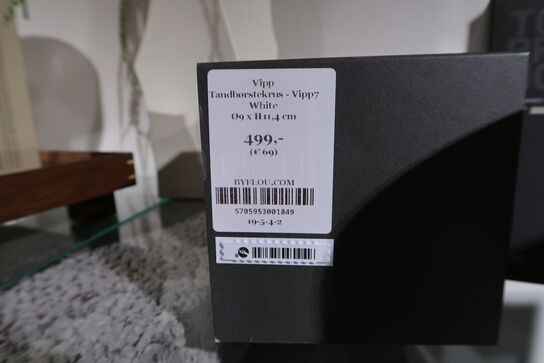 Vipp
Tandbørstekrus - Vipp7
White
Ø9 x H11,4 cm
499,-
(€ 69)
BYFLOU.COM
5705953001849
19-5-4-2